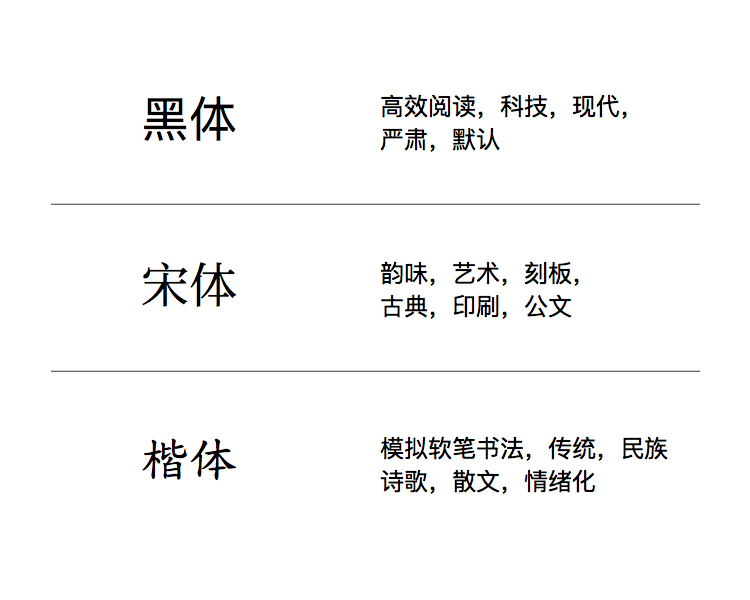 黑体
高效阅读，科技，现代，
严肃，默认
宋体
韵味，艺术，刻板，
古典，印刷，公文
楷体
模拟软笔书法，传统，民族
诗歌，散文，情绪化